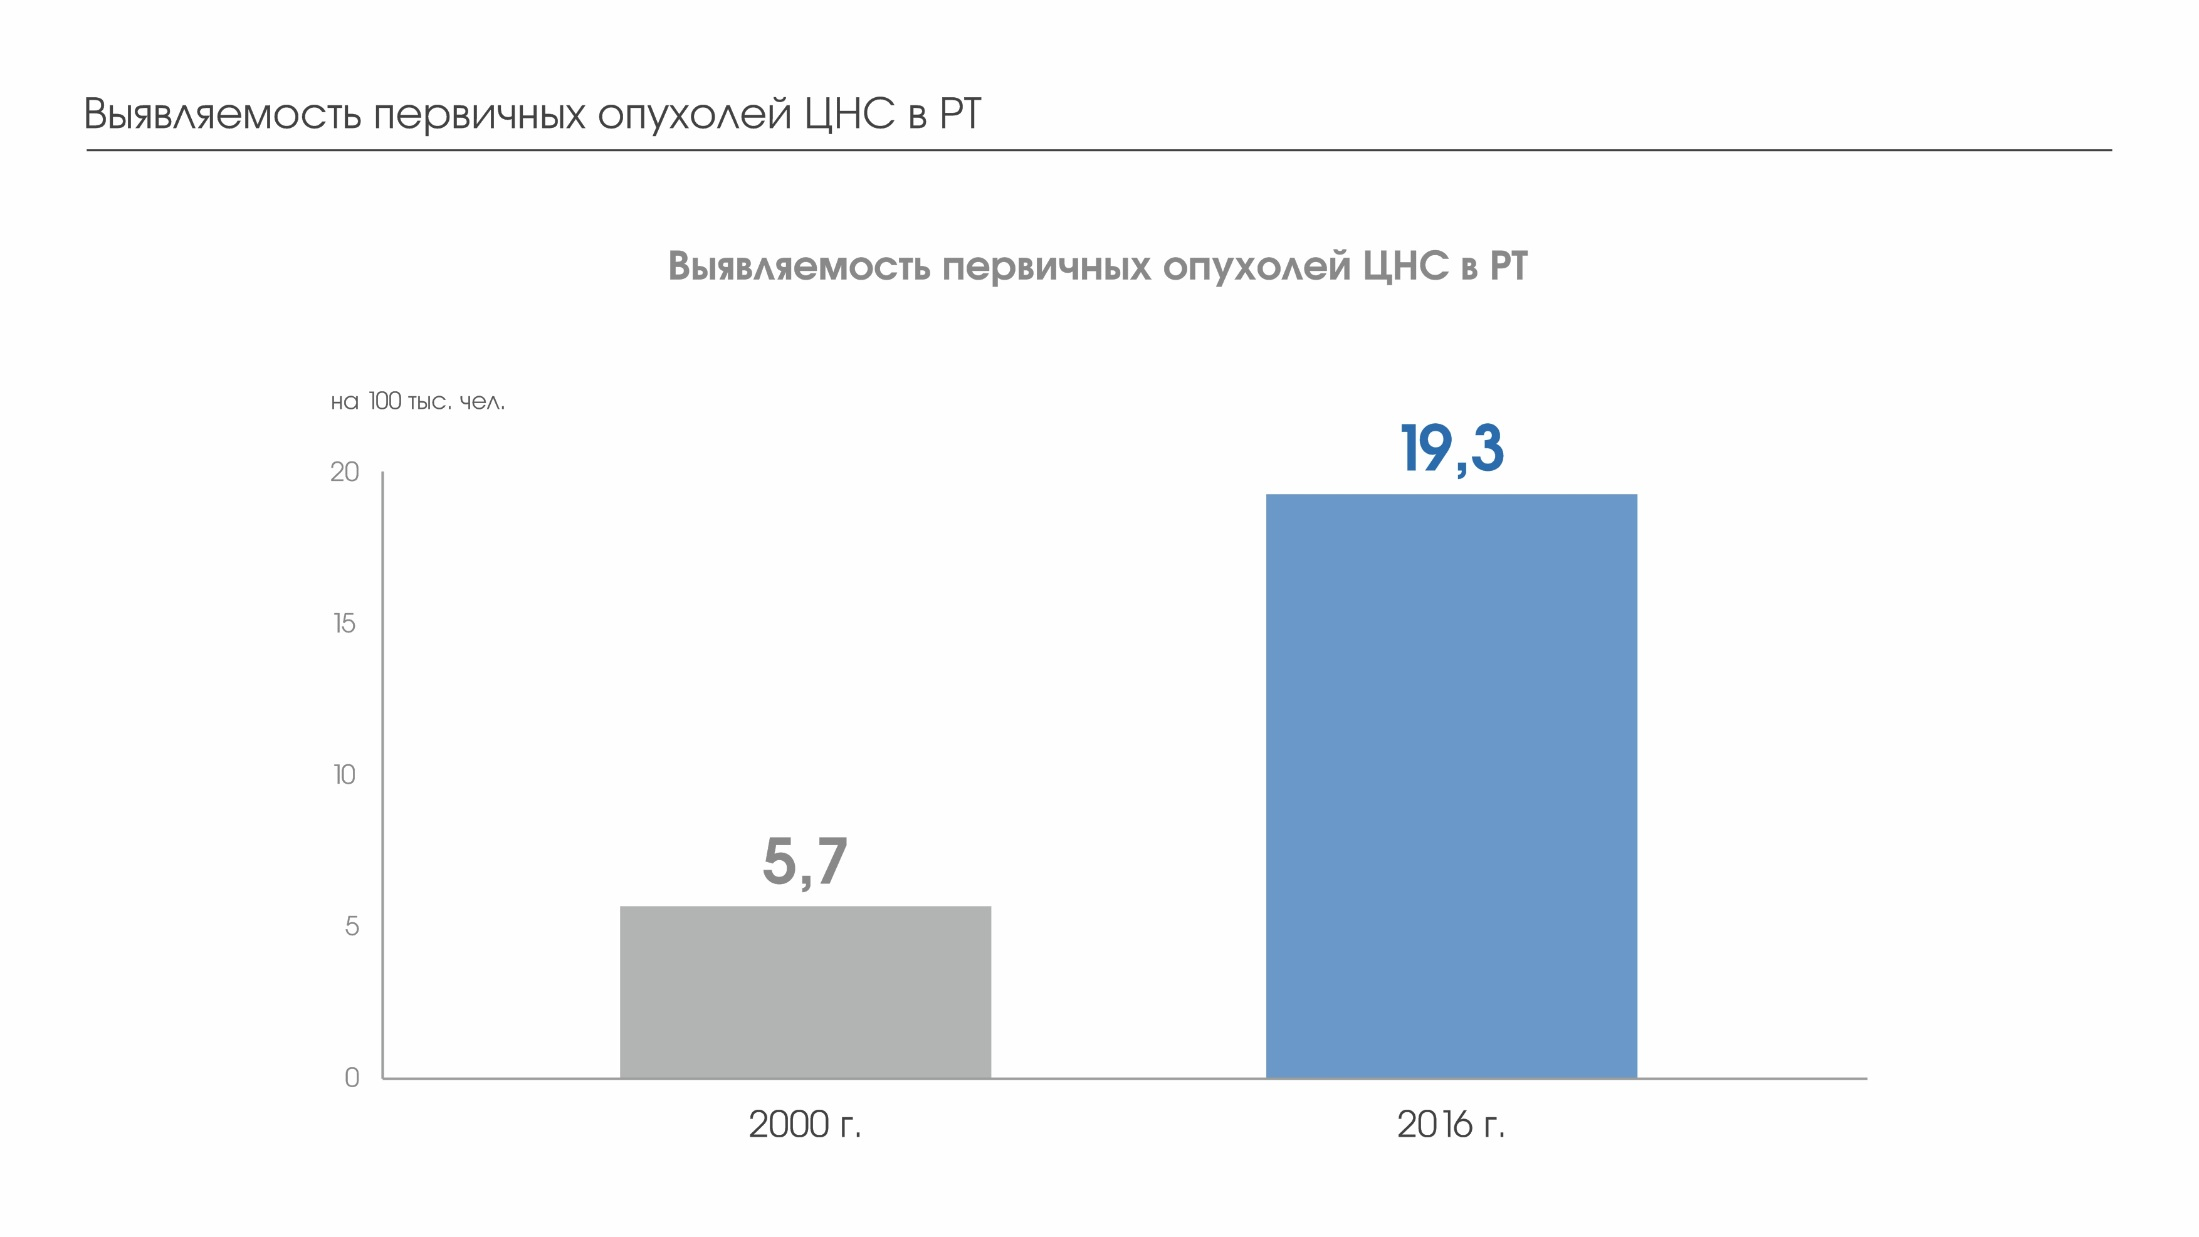 Выявляемость первичных опухолей ЦНС в РТ
Выявляемость первичных опухолей ЦНС в РТ
на 100 тыс. чел.
20
15
10
5
0
5,7
19,3
2000 г.
2016 г.